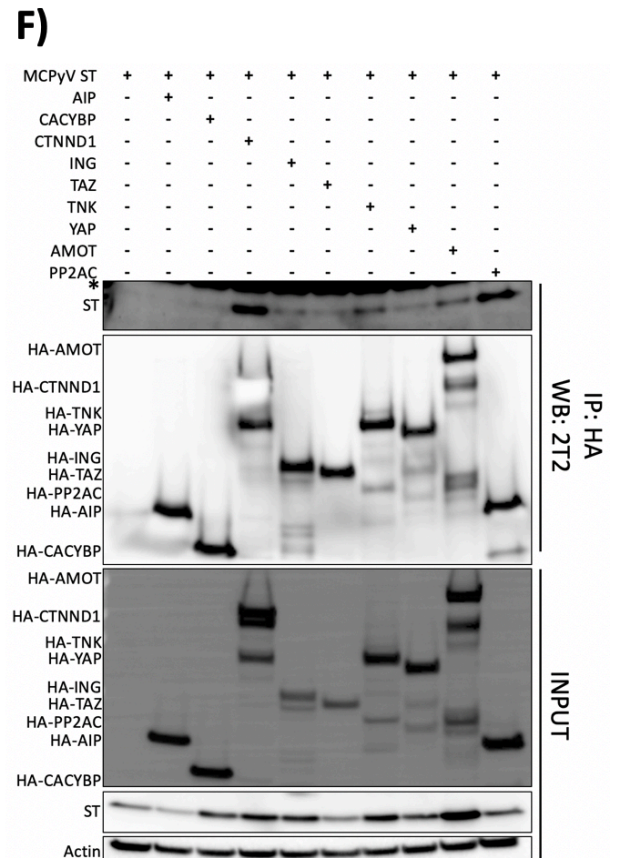 F)
MCPyV ST + + + + + + + + + +
AIP - + - - - - - - - -
CACYBP - - + - - - - - - -
CTNND1 - - - + - - - - - -
ING - - - - + - - - - -
TAZ - - - - - + - - - -
TNK - - - - - - + - - -
YAP - - - - - - - + - -
AMOT - - - - - - - - + -
PP2AC - - - - - - - - - +
*
ST
HA-AMOT
HA-CTNND1
HA-TNK
HA-YAP
HA-ING
HA-TAZ
HA-PP2AC
HA-AIP
HA-CACYBP
IP: HA
WB: 2T2
HA-AMOT
HA-CTNND1
HA-TNK
HA-YAP
HA-ING
HA-TAZ
HA-PP2AC
HA-AIP
HA-CACYBP
INPUT
ST
Actin